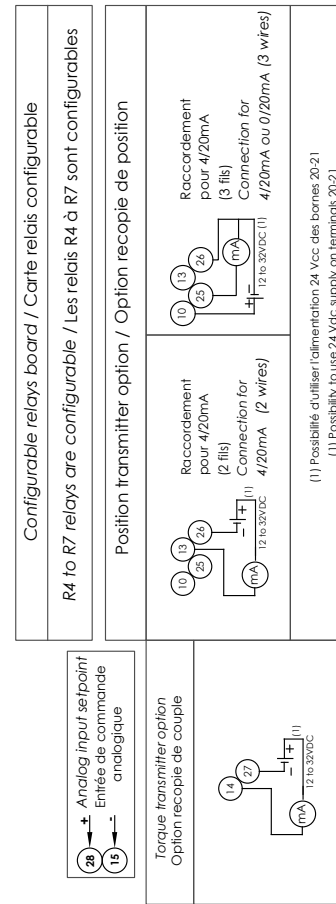 Configurable relays board / Carte relais configurable
R4 to R7 relays are configurable / Les relais R4 à R7 sont configurables
28 + Analog input setpoint
15 - Entrée de commande
analogique
Position transmitter option / Option recopie de position
Torque transmitter option
Option recopie de couple
14
27
mA
- + (1)
12 to 32VDC
10
13
25
26
mA
- + (1)
12 to 32VDC
Raccordement
pour 4/20mA
(2 fils)
Connection for
4/20mA (2 wires)
10
13
25
26
mA
+ -
12 to 32VDC (1)
Raccordement
pour 4/20mA
(3 fils)
Connection for
4/20mA ou 0/20mA (3 wires)
(1) Possibilité d'utiliser l'alimentation 24 Vcc des bornes 20-21
(1) Possibility to use 24 Vdc supply on terminals 20-21